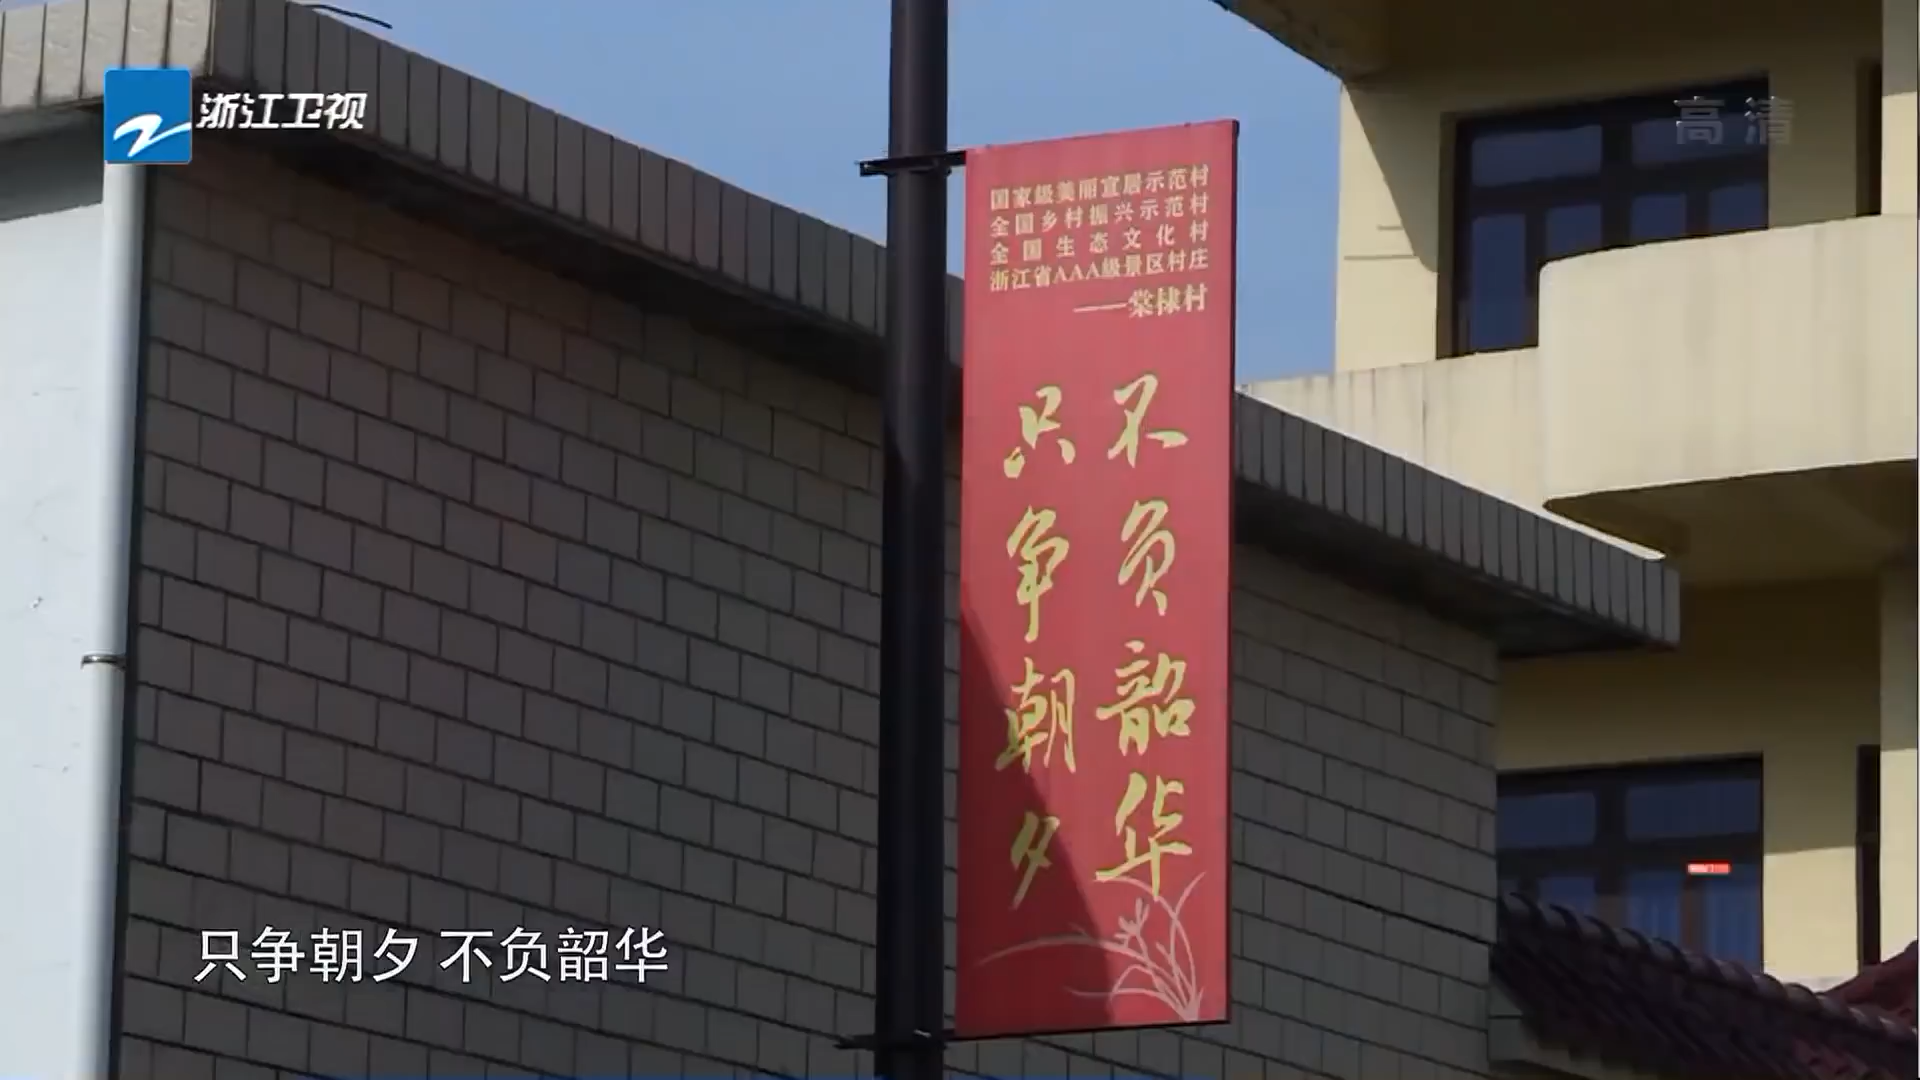 浙江卫视
高清
国家级美丽宜居示范村
全国乡村振兴示范村
全国生态文化村
浙江省AAA级景区村庄
——棠棣村
只争朝夕
不负韶华
只争朝夕 不负韶华